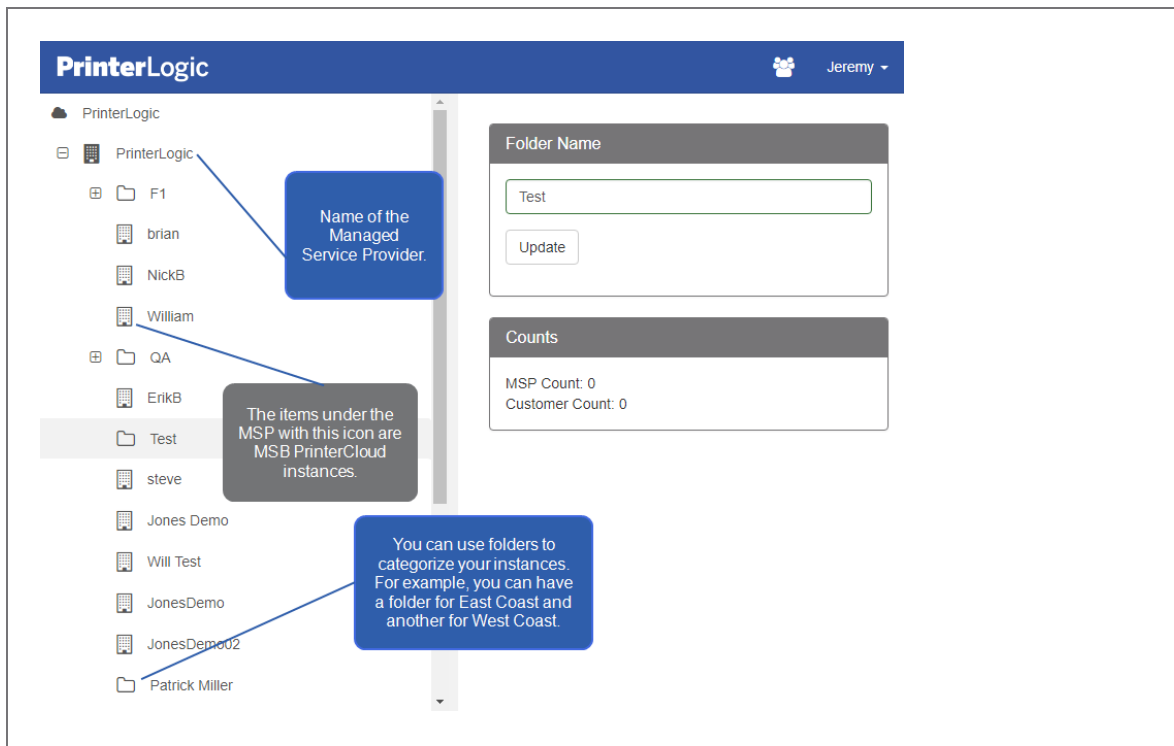 PrinterLogic
Jeremy
PrinterLogic
PrinterLogic
F1
brian
NickB
William
QA
ErikB
Test
steve
Jones Demo
Will Test
JonesDemo
JonesDemo02
Patrick Miller
Name of the
Managed
Service Provider.
The items under the
MSP with this icon are
MSB PrinterCloud
instances.
You can use folders to
categorize your instances.
For example, you can have
a folder for East Coast and
another for West Coast.
Folder Name
Test
Update
Counts
MSP Count: 0
Customer Count: 0